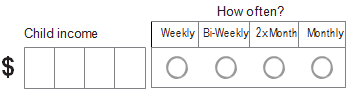 How often?
Child income
Weekly Bi-Weekly 2xMonth Monthly
$